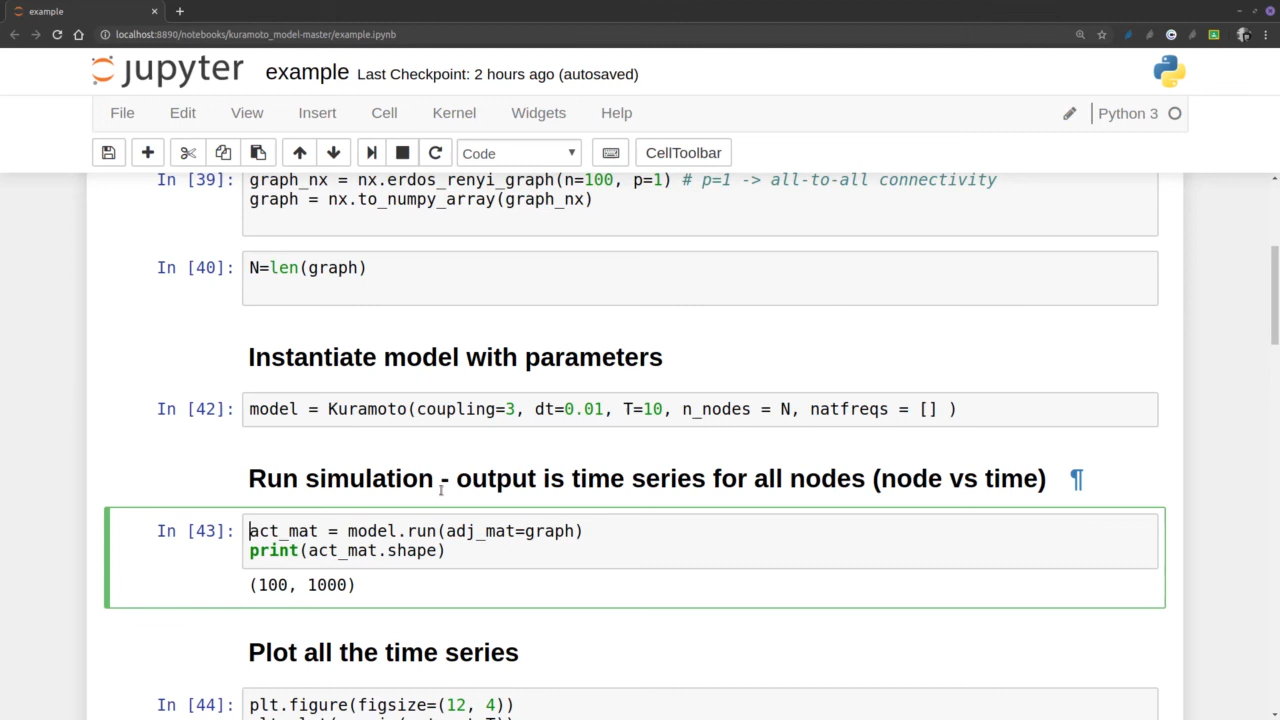 example
localhost:8890/notebooks/kuramoto_model-master/example.ipynb
jupyter example Last Checkpoint: 2 hours ago (autosaved)
File Edit View Insert Cell Kernel Widgets Help Python 3
Code CellToolbar
In [39]: graph_nx = nx.erdos_renyi_graph(n=100, p=1) # p=1 -> all-to-all connectivity
graph = nx.to_numpy_array(graph_nx)
In [40]: N=len(graph)
Instantiate model with parameters
In [42]: model = Kuramoto(coupling=3, dt=0.01, T=10, n_nodes = N, natfreqs = [] )
Run simulation - output is time series for all nodes (node vs time) ¶
In [43]: act_mat = model.run(adj_mat=graph)
print(act_mat.shape)
(100, 1000)
Plot all the time series
In [44]: plt.figure(figsize=(12, 4))